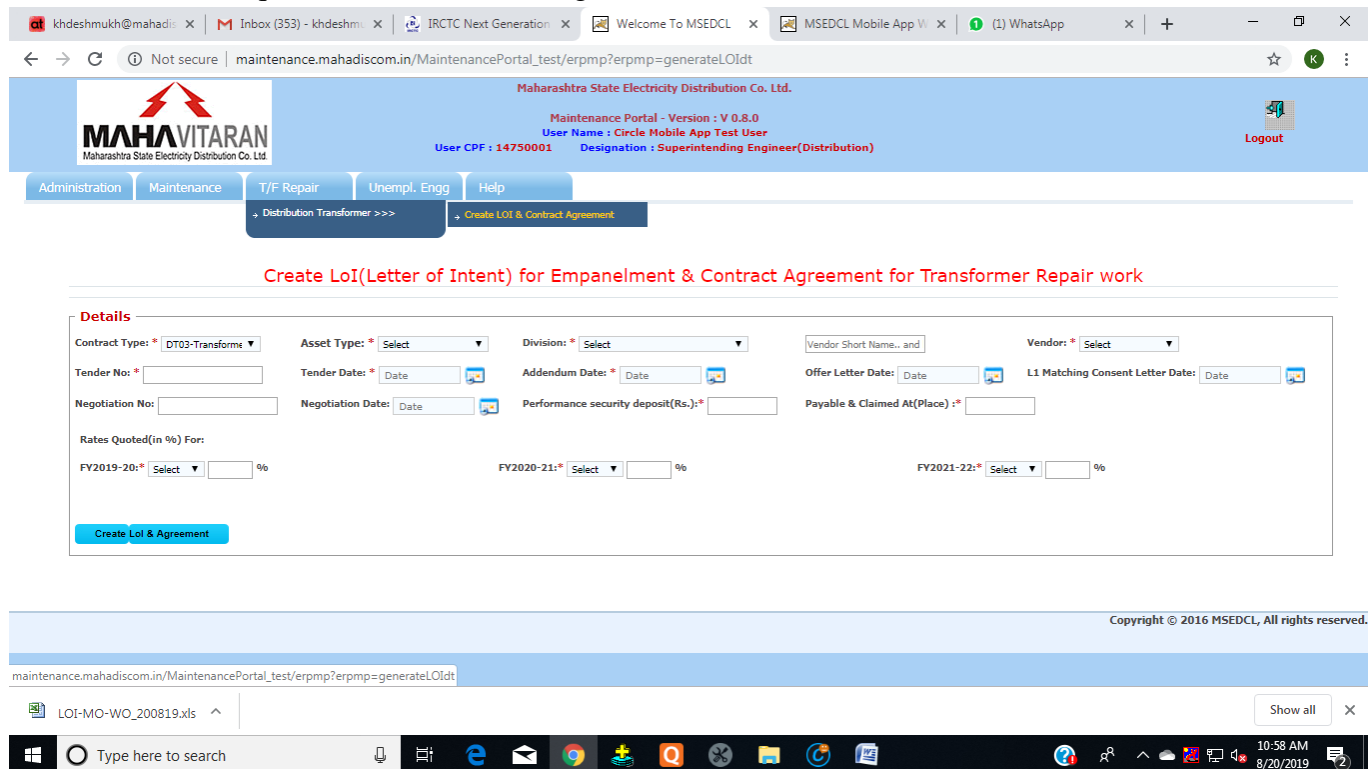 khdeshmukh@mahadis
Inbox (353) - khdeshm
IRCTC Next Generation
Welcome To MSEDCL
MSEDCL Mobile App W
(1) WhatsApp
Not secure | maintenance.mahadiscom.in/MaintenancePortal_test/erpmp?erpmp=generateLOIdt
K
MAHAVITARAN
Maharashtra State Electricity Distribution Co. Ltd.
Maharashtra State Electricity Distribution Co. Ltd.
Maintenance Portal - Version : V 0.8.0
User Name : Circle Mobile App Test User
User CPF : 14750001 Designation : Superintending Engineer(Distribution)
Logout
Administration Maintenance T/F Repair Unempl. Engg Help
Distribution Transformer >>> Create LOI & Contract Agreement
Create LoI(Letter of Intent) for Empanelment & Contract Agreement for Transformer Repair work
Details
Contract Type: * DT03-Transforme Asset Type: * Select Division: * Select Vendor Short Name.. and Vendor: * Select
Tender No: * Tender Date: * Date Addendum Date: * Date Offer Letter Date: Date L1 Matching Consent Letter Date: Date
Negotiation No: Negotiation Date: Date Performance security deposit(Rs.):* Payable & Claimed At(Place) :*
Rates Quoted(in %) For:
FY2019-20:* Select % FY2020-21:* Select % FY2021-22:* Select %
Create LoI & Agreement
Copyright © 2016 MSEDCL, All rights reserved.
maintenance.mahadiscom.in/MaintenancePortal_test/erpmp?erpmp=generateLOIdt
LOI-MO-WO_200819.xls
Show all
Type here to search
10:58 AM
8/20/2019